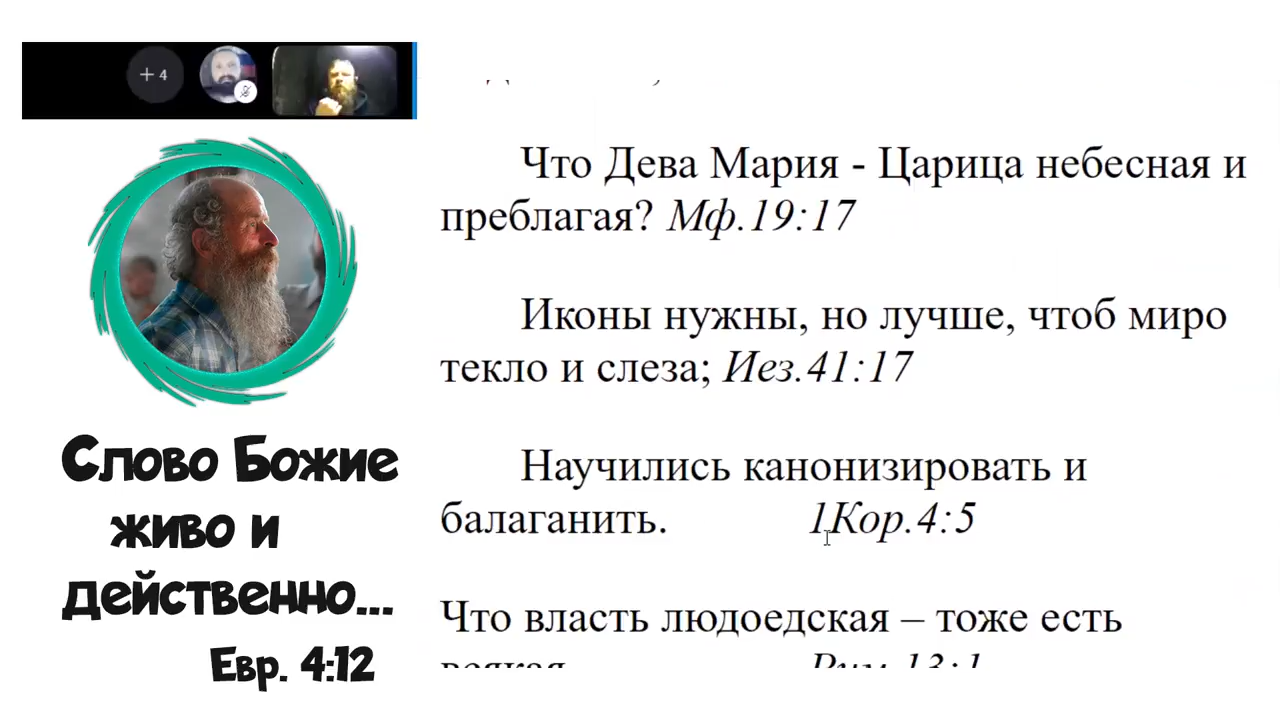 + 4
Что Дева Мария - Царица небесная и
преблагая? Мф.19:17
Иконы нужны, но лучше, чтоб миро
текло и слеза; Иез.41:17
Научились канонизировать и
балаганить. 1Кор.4:5
Что власть людоедская – тоже есть
Слово Божие
живо и
действенно...
Евр. 4:12